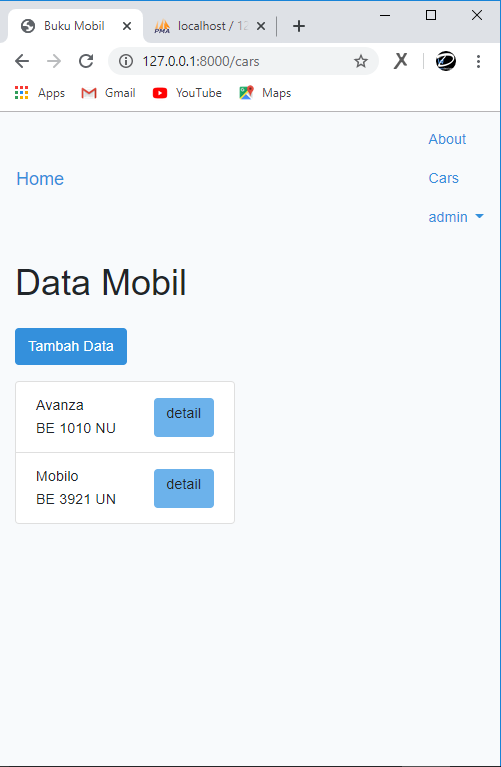 Buku Mobil
localhost / 12
127.0.0.1:8000/cars
Apps
Gmail
YouTube
Maps
About
Home
Cars
admin
Data Mobil
Tambah Data
Avanza
BE 1010 NU
detail
Mobilo
BE 3921 UN
detail